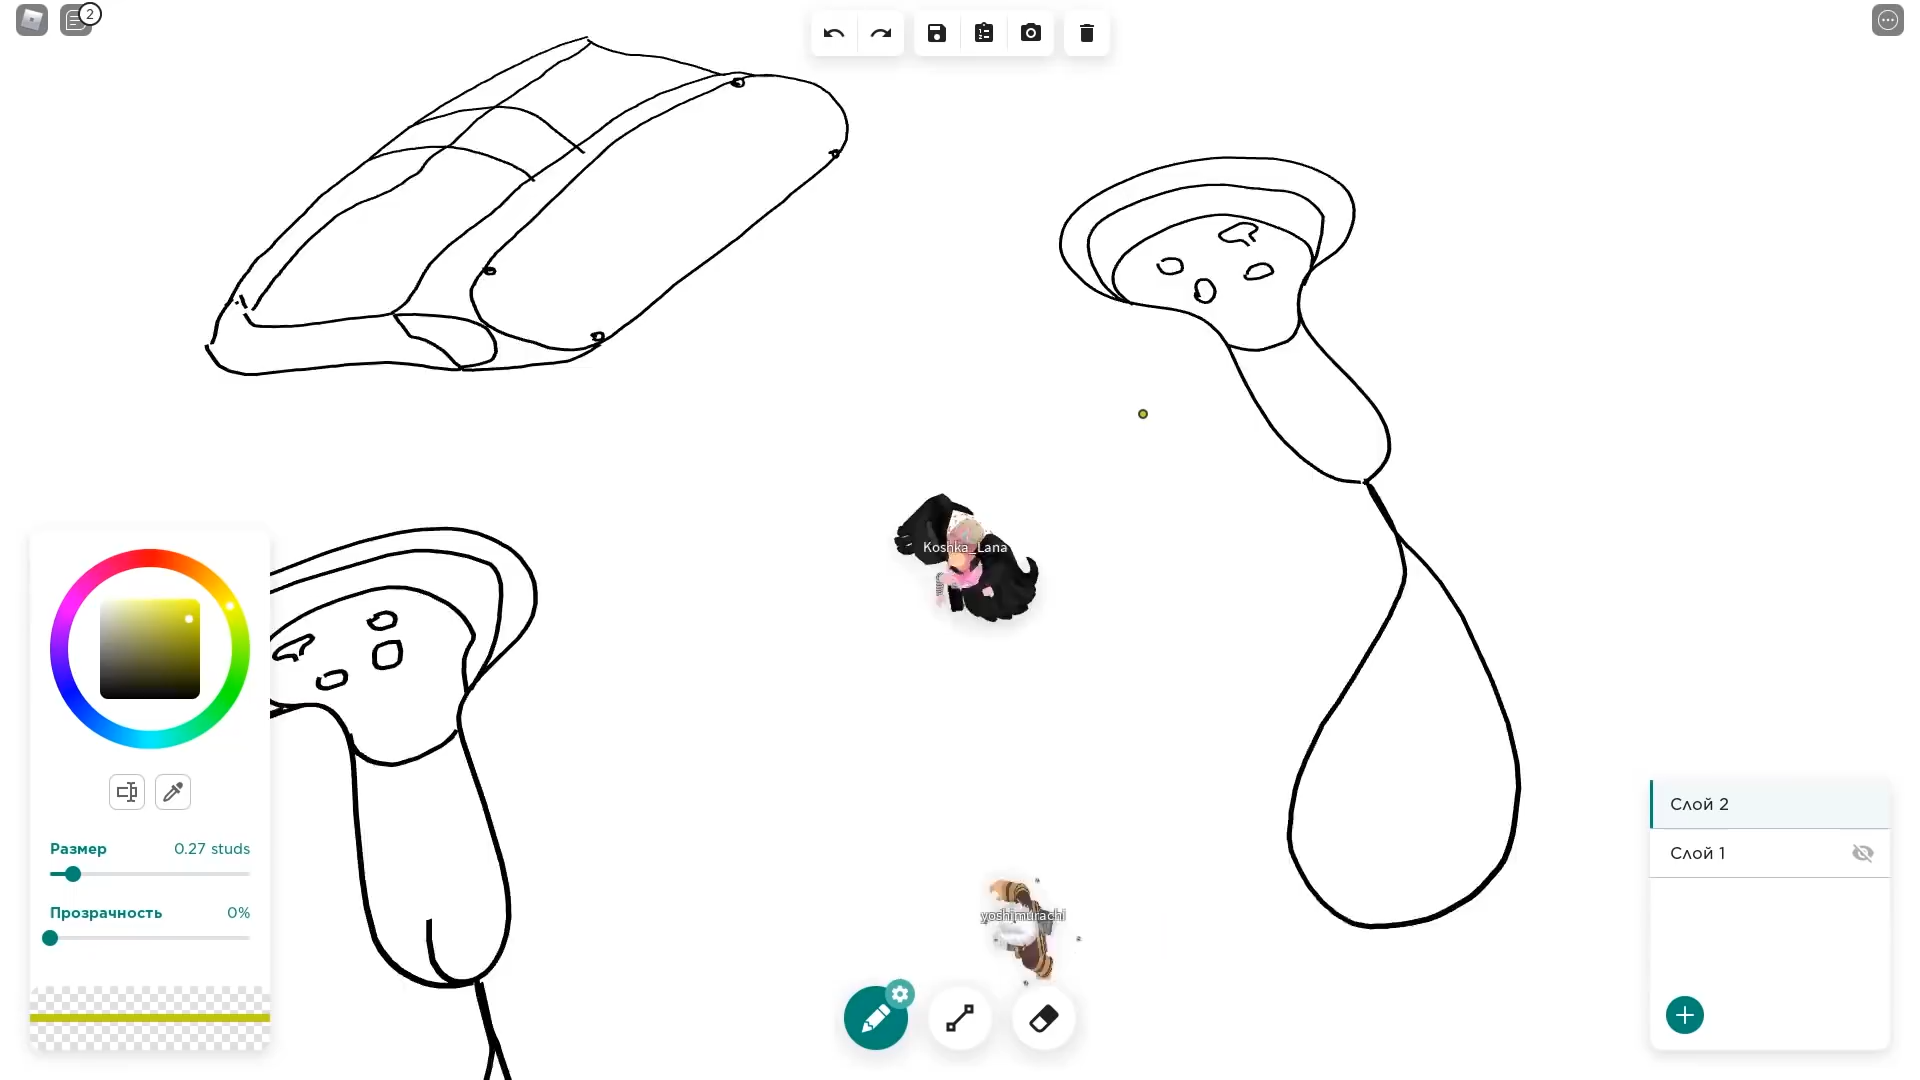 2
Koshka_Lana
Размер 0.27 studs
Прозрачность 0%
yoshimurachi
Слой 2
Слой 1